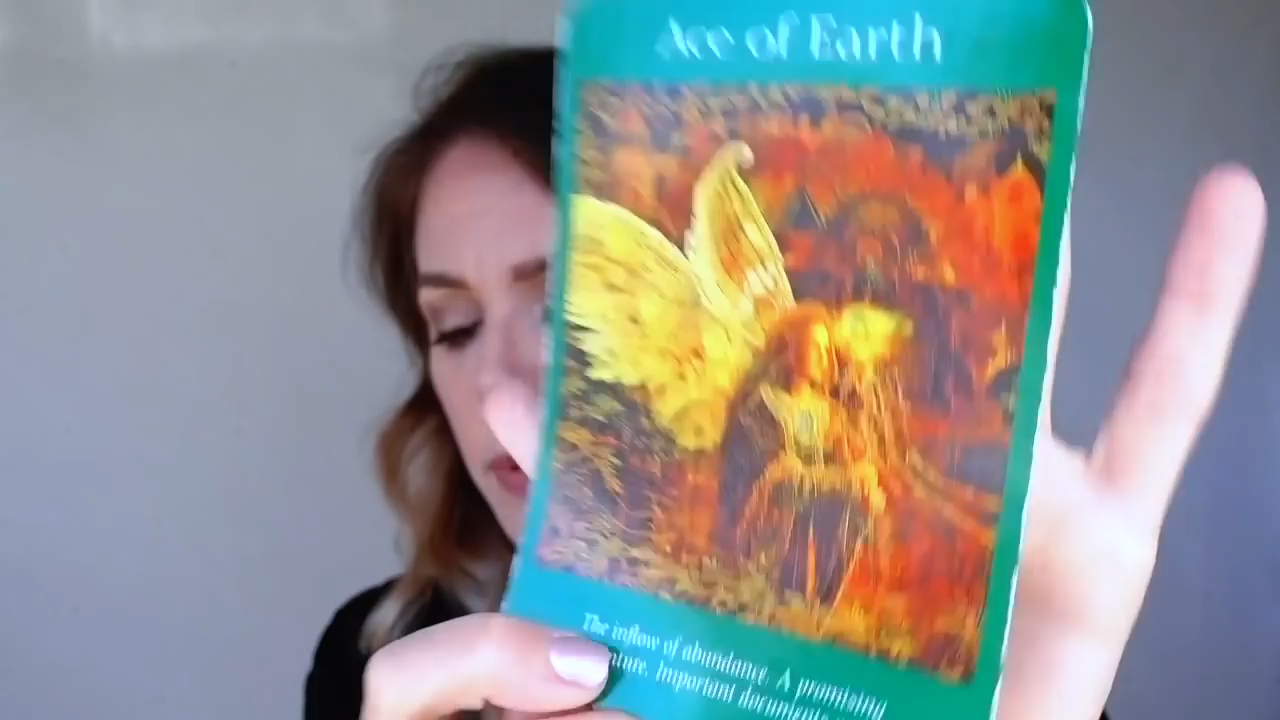 Ace of Earth
The inflow of abundance. A promising
Important documents